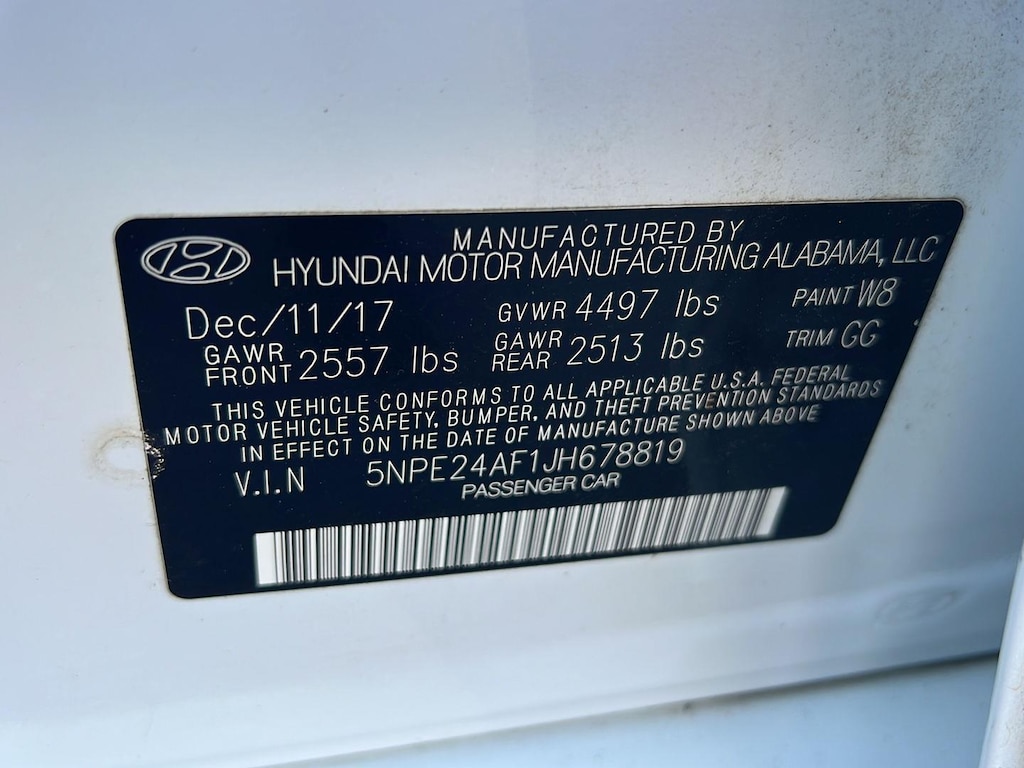 MANUFACTURED BY
HYUNDAI MOTOR MANUFACTURING ALABAMA, LLC
Dec/11/17 GVWR 4497 lbs PAINT W8
GAWR FRONT 2557 lbs GAWR REAR 2513 lbs TRIM GG
THIS VEHICLE CONFORMS TO ALL APPLICABLE U.S.A. FEDERAL
MOTOR VEHICLE SAFETY, BUMPER, AND THEFT PREVENTION STANDARDS
IN EFFECT ON THE DATE OF MANUFACTURE SHOWN ABOVE
V.I.N 5NPE24AF1JH678819
PASSENGER CAR